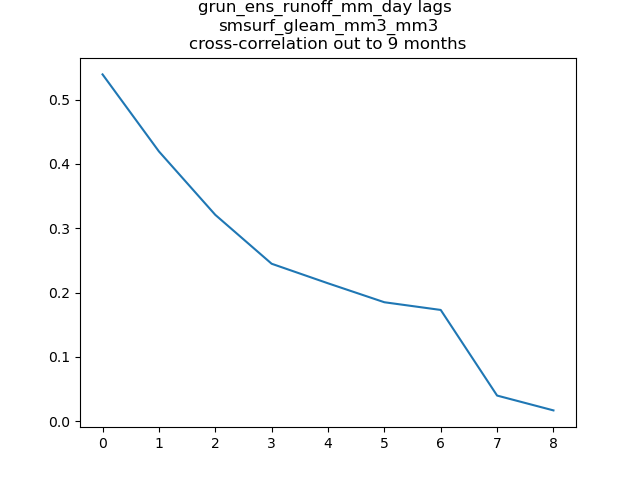 grun_ens_runoff_mm_day lags
smsurf_gleam_mm3_mm3
cross-correlation out to 9 months
0.5
0.4
0.3
0.2
0.1
0.0
0 1 2 3 4 5 6 7 8